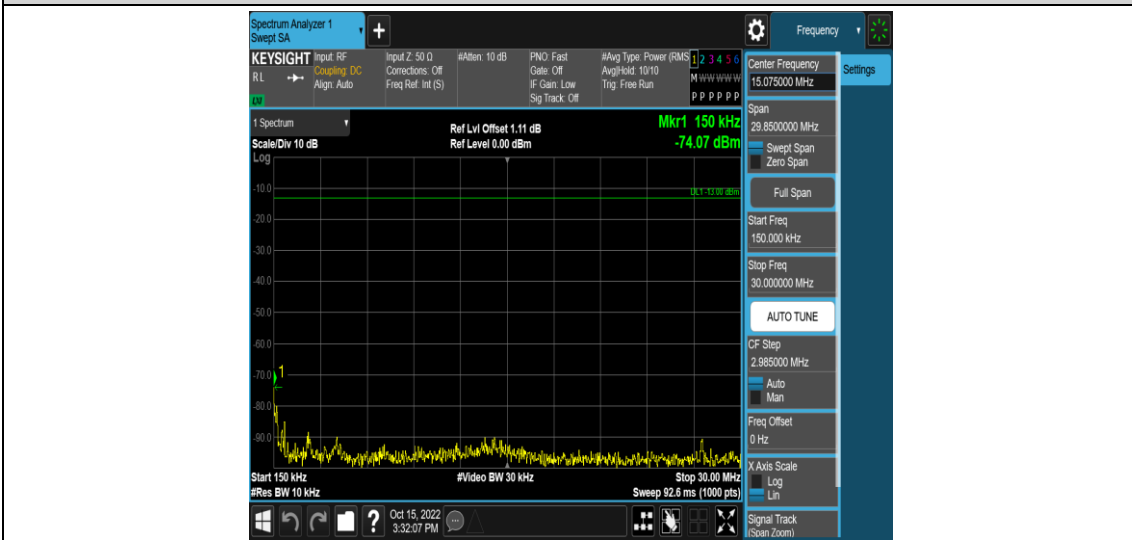 Spectrum Analyzer 1
Swept SA
+
Frequency
KEYSIGHT
Input: RF
Input Z: 50 Ω
#Atten: 10 dB
PNO: Fast
#Avg Type: Power (RMS
1 2 3 4 5 6
RL
Coupling: DC
Corrections: Off
Gate: Off
Avg|Hold: 10/10
M W W W W W
Align: Auto
Freq Ref: Int (S)
IF Gain: Low
Trig: Free Run
Sig Track: Off
P P P P P P
LXI
Center Frequency
15.075000 MHz
Settings
Span
29.8500000 MHz
Swept Span
Zero Span
Full Span
Start Freq
150.000 kHz
Stop Freq
30.000000 MHz
AUTO TUNE
CF Step
2.985000 MHz
Auto
Man
Freq Offset
0 Hz
X Axis Scale
Log
Lin
Signal Track
(Span Zoom)
1 Spectrum
Ref Lvl Offset 1.11 dB
Mkr1 150 kHz
Scale/Div 10 dB
Ref Level 0.00 dBm
-74.07 dBm
Log
DL1 -13.00 dBm
-10.0
-20.0
-30.0
-40.0
-50.0
-60.0
-70.0
1
-80.0
-90.0
Start 150 kHz
#Video BW 30 kHz
Stop 30.00 MHz
#Res BW 10 kHz
Sweep 92.6 ms (1000 pts)
?
Oct 15, 2022
3:32:07 PM